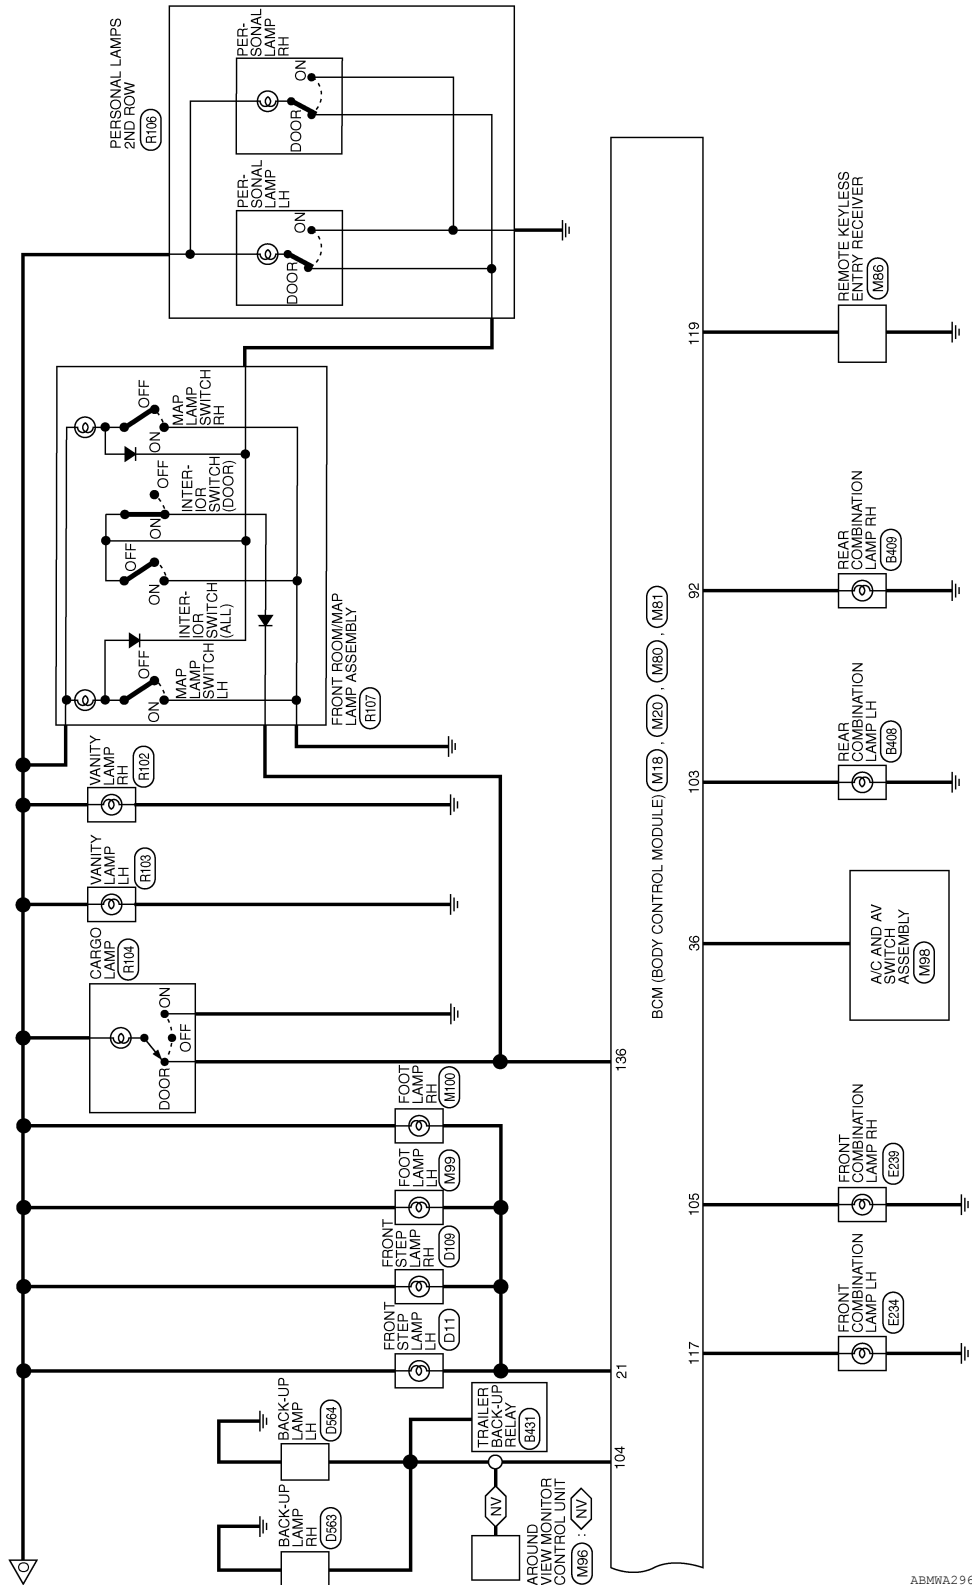 PERSONAL LAMPS
2ND ROW
R106
PER-
SONAL
LAMP
RH
ON
DOOR
PER-
SONAL
LAMP
LH
ON
DOOR
OFF
ON
MAP
LAMP
SWITCH
RH
OFF
ON
INTER-
IOR
SWITCH
(DOOR)
OFF
ON
INTER-
IOR
SWITCH
(ALL)
OFF
ON
MAP
LAMP
SWITCH
LH
FRONT ROOM/MAP
LAMP ASSEMBLY
R107
VANITY
LAMP
RH
R102
VANITY
LAMP
LH
R103
CARGO
LAMP
R104
ON
OFF
DOOR
FOOT
LAMP
RH
M100
FOOT
LAMP
LH
M99
FRONT
STEP
LAMP
RH
D109
FRONT
STEP
LAMP
LH
D11
BACK-UP
LAMP
LH
D564
BACK-UP
LAMP
RH
D563
TRAILER
BACK-UP
RELAY
B431
NV
AROUND
VIEW MONITOR
CONTROL UNIT
M96 : NV
O
136
21
104
BCM (BODY CONTROL MODULE) M18 , M20 , M80 , M81
119
92
103
36
105
117
REMOTE KEYLESS
ENTRY RECEIVER
M86
REAR
COMBINATION
LAMP RH
B409
REAR
COMBINATION
LAMP LH
B408
A/C AND AV
SWITCH
ASSEMBLY
M98
FRONT
COMBINATION
LAMP RH
E239
FRONT
COMBINATION
LAMP LH
E234
ABMWA296